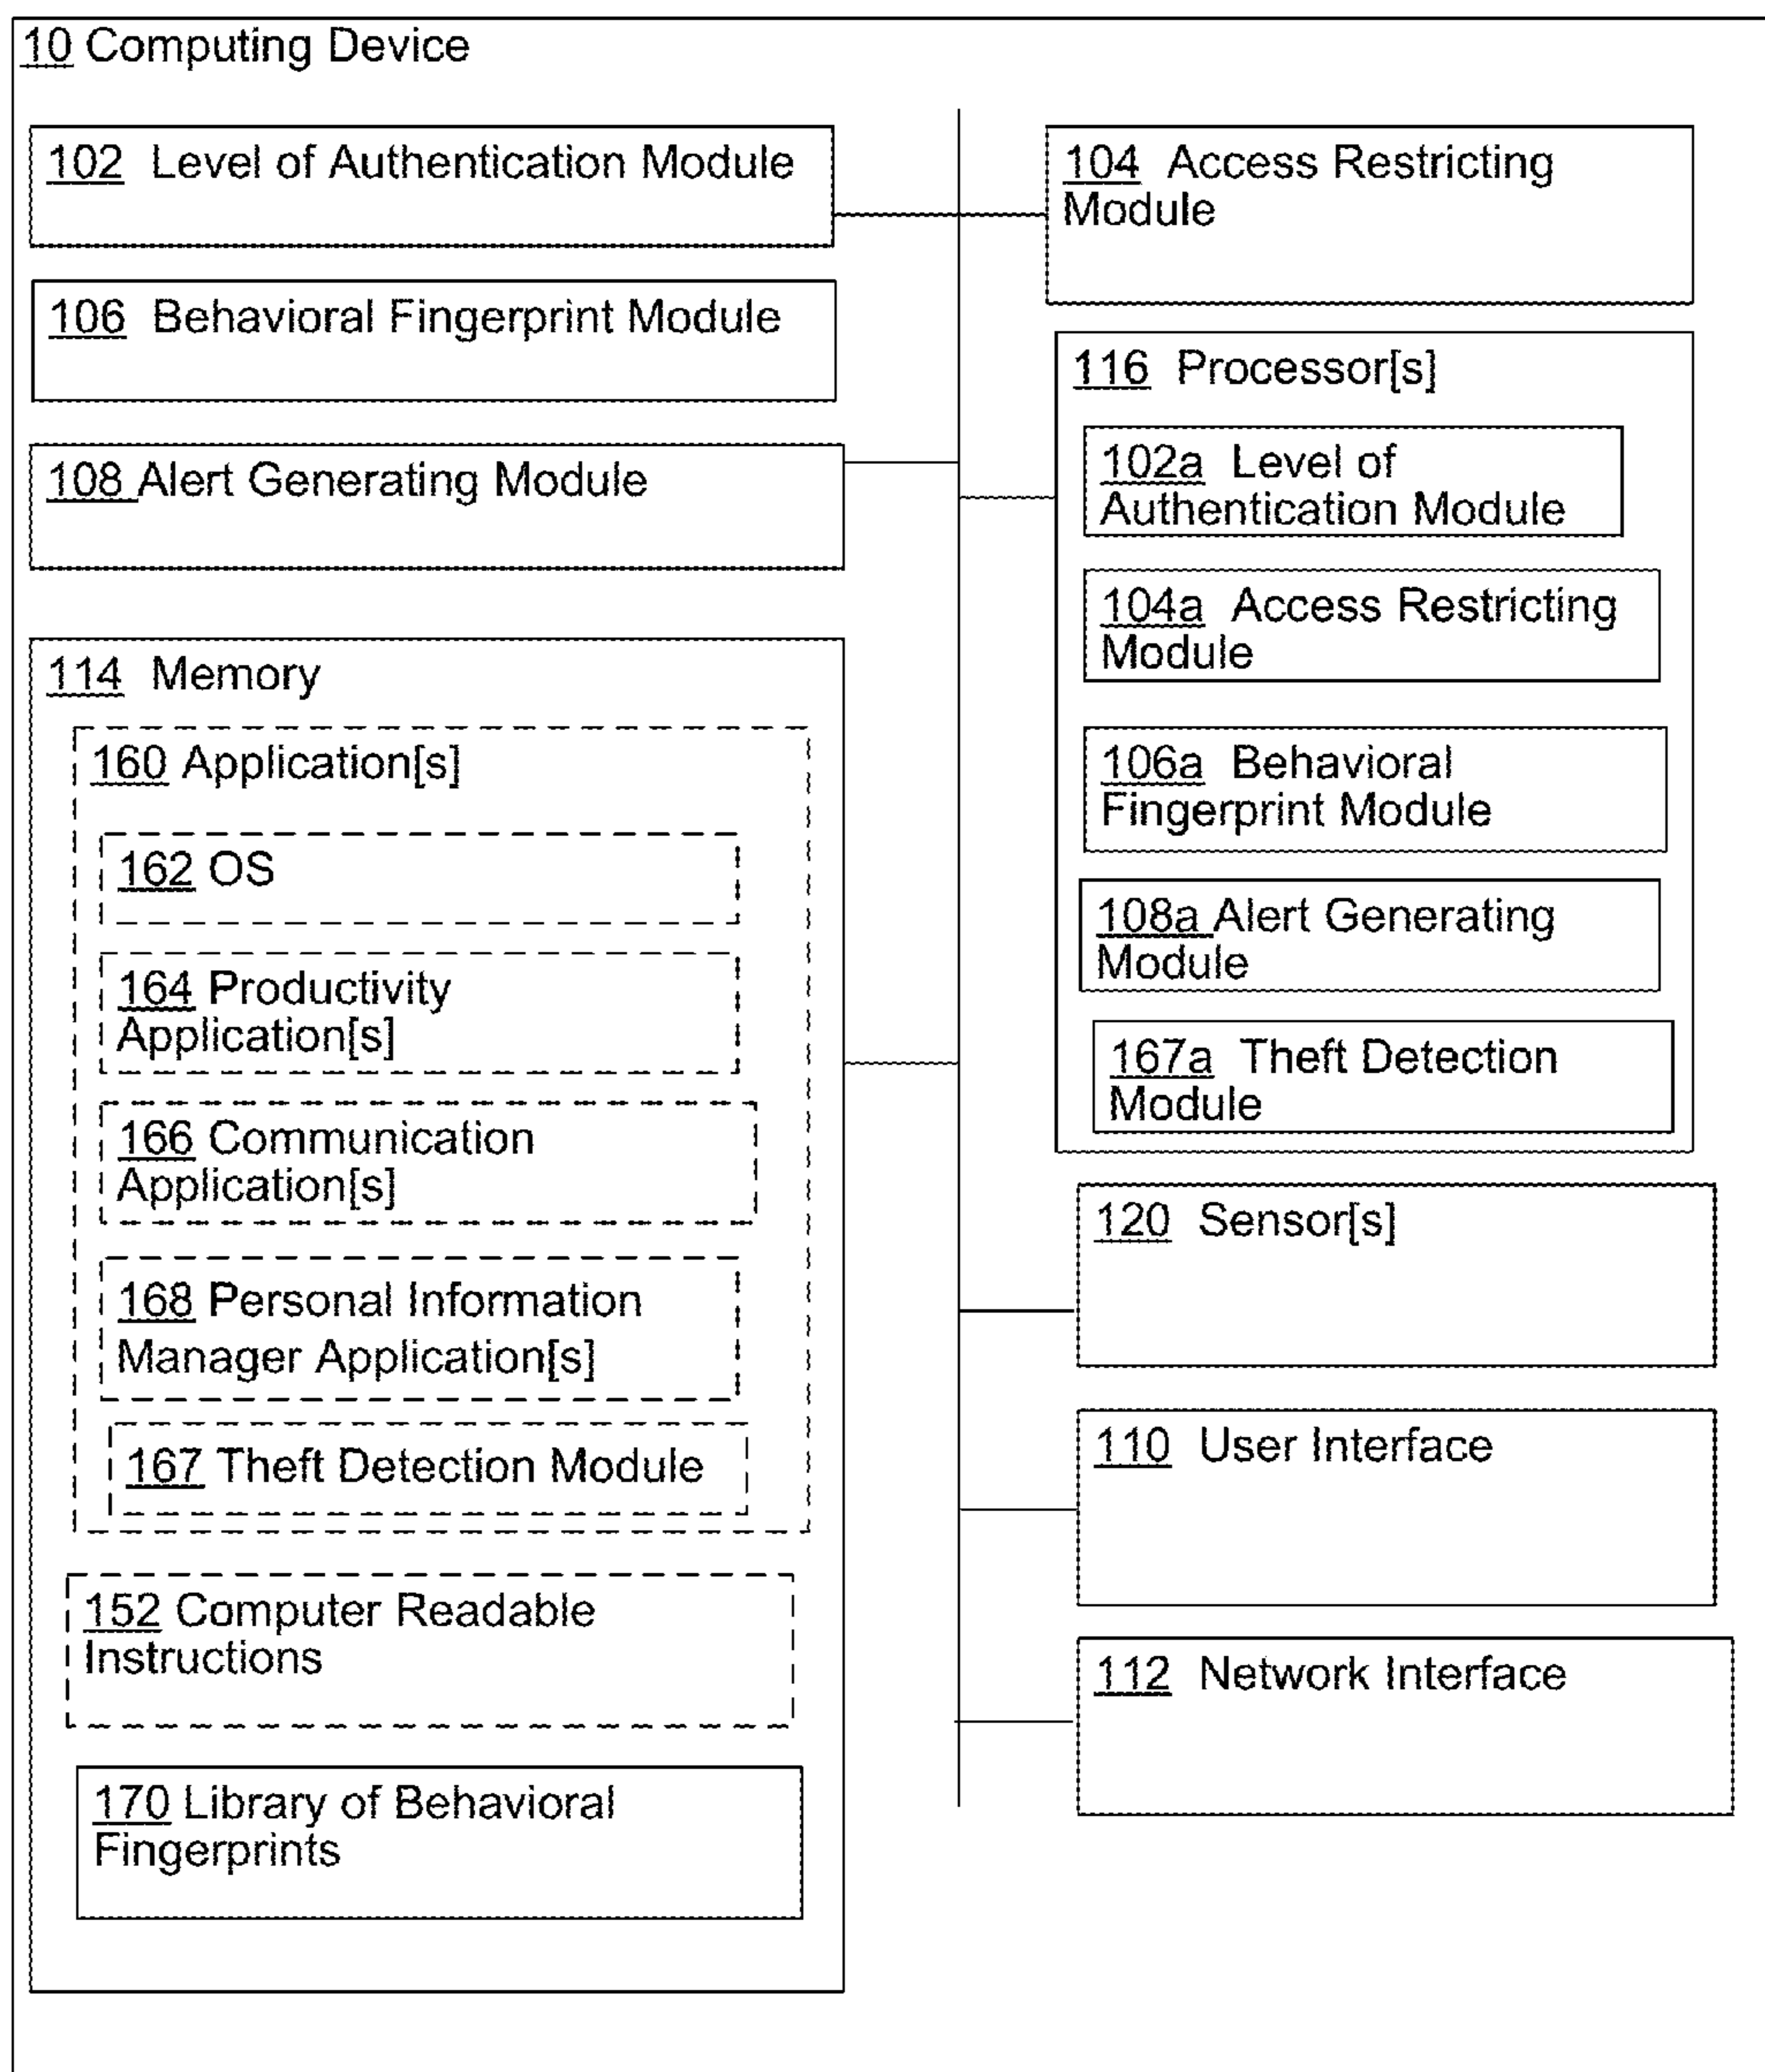 10 Computing Device
102 Level of Authentication Module
106 Behavioral Fingerprint Module
108 Alert Generating Module
114 Memory
160 Application[s]
162 OS
164 Productivity
Application[s]
166 Communication
Application[s]
168 Personal Information
Manager Application[s]
167 Theft Detection Module
152 Computer Readable
Instructions
170 Library of Behavioral
Fingerprints
104 Access Restricting
Module
116 Processor[s]
102a Level of
Authentication Module
104a Access Restricting
Module
106a Behavioral
Fingerprint Module
108a Alert Generating
Module
167a Theft Detection
Module
120 Sensor[s]
110 User Interface
112 Network Interface